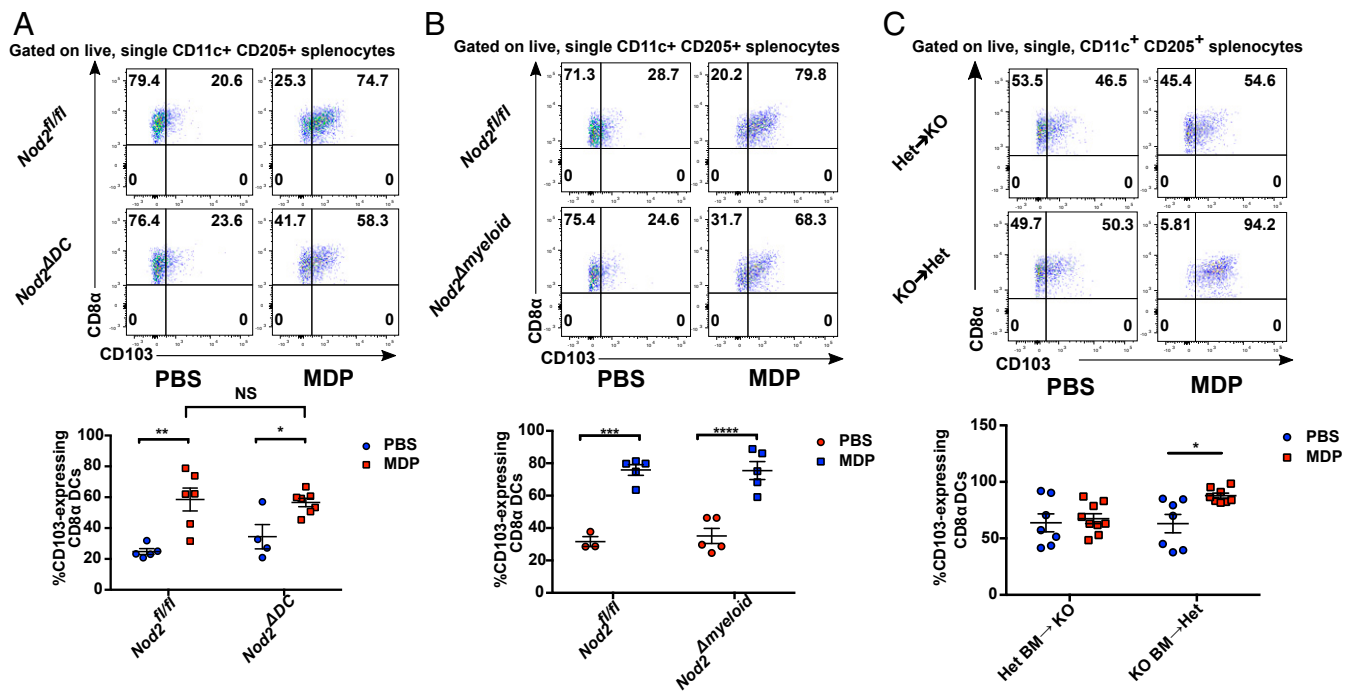 A
B
C
Gated on live, single CD11c+ CD205+ splenocytes
Gated on live, single CD11c+ CD205+ splenocytes
Gated on live, single, CD11c+ CD205+ splenocytes
Nod2fl/fl
79.4 20.6
0 0
25.3 74.7
0 0
Nod2ΔDC
76.4 23.6
0 0
41.7 58.3
0 0
CD8α
CD103
PBS MDP
Nod2fl/fl
71.3 28.7
0 0
20.2 79.8
0 0
Nod2Δmyeloid
75.4 24.6
0 0
31.7 68.3
0 0
CD8α
CD103
PBS MDP
Het→KO
53.5 46.5
0 0
45.4 54.6
0 0
KO→Het
49.7 50.3
0 0
5.81 94.2
0 0
CD8α
CD103
PBS MDP
NS
** *
%CD103-expressing
CD8α DCs
100
80
60
40
20
0
Nod2fl/fl
Nod2ΔDC
PBS
MDP
*** ****
%CD103-expressing
CD8α DCs
100
80
60
40
20
0
Nod2fl/fl
Nod2Δmyeloid
PBS
MDP
*
%CD103-expressing
CD8αDCs
150
100
50
0
Het BM→KO
KO BM→Het
PBS
MDP